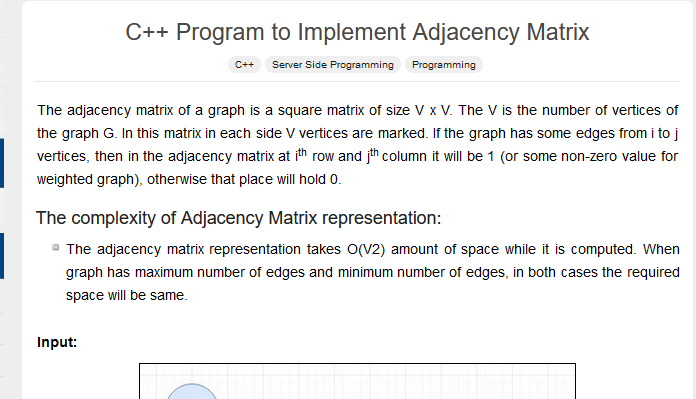 C++ Program to Implement Adjacency Matrix
C++ Server Side Programming Programming
The adjacency matrix of a graph is a square matrix of size V x V. The V is the number of vertices of
the graph G. In this matrix in each side V vertices are marked. If the graph has some edges from i to j
vertices, then in the adjacency matrix at ith row and jth column it will be 1 (or some non-zero value for
weighted graph), otherwise that place will hold 0.
The complexity of Adjacency Matrix representation:
The adjacency matrix representation takes O(V2) amount of space while it is computed. When
graph has maximum number of edges and minimum number of edges, in both cases the required
space will be same.
Input: